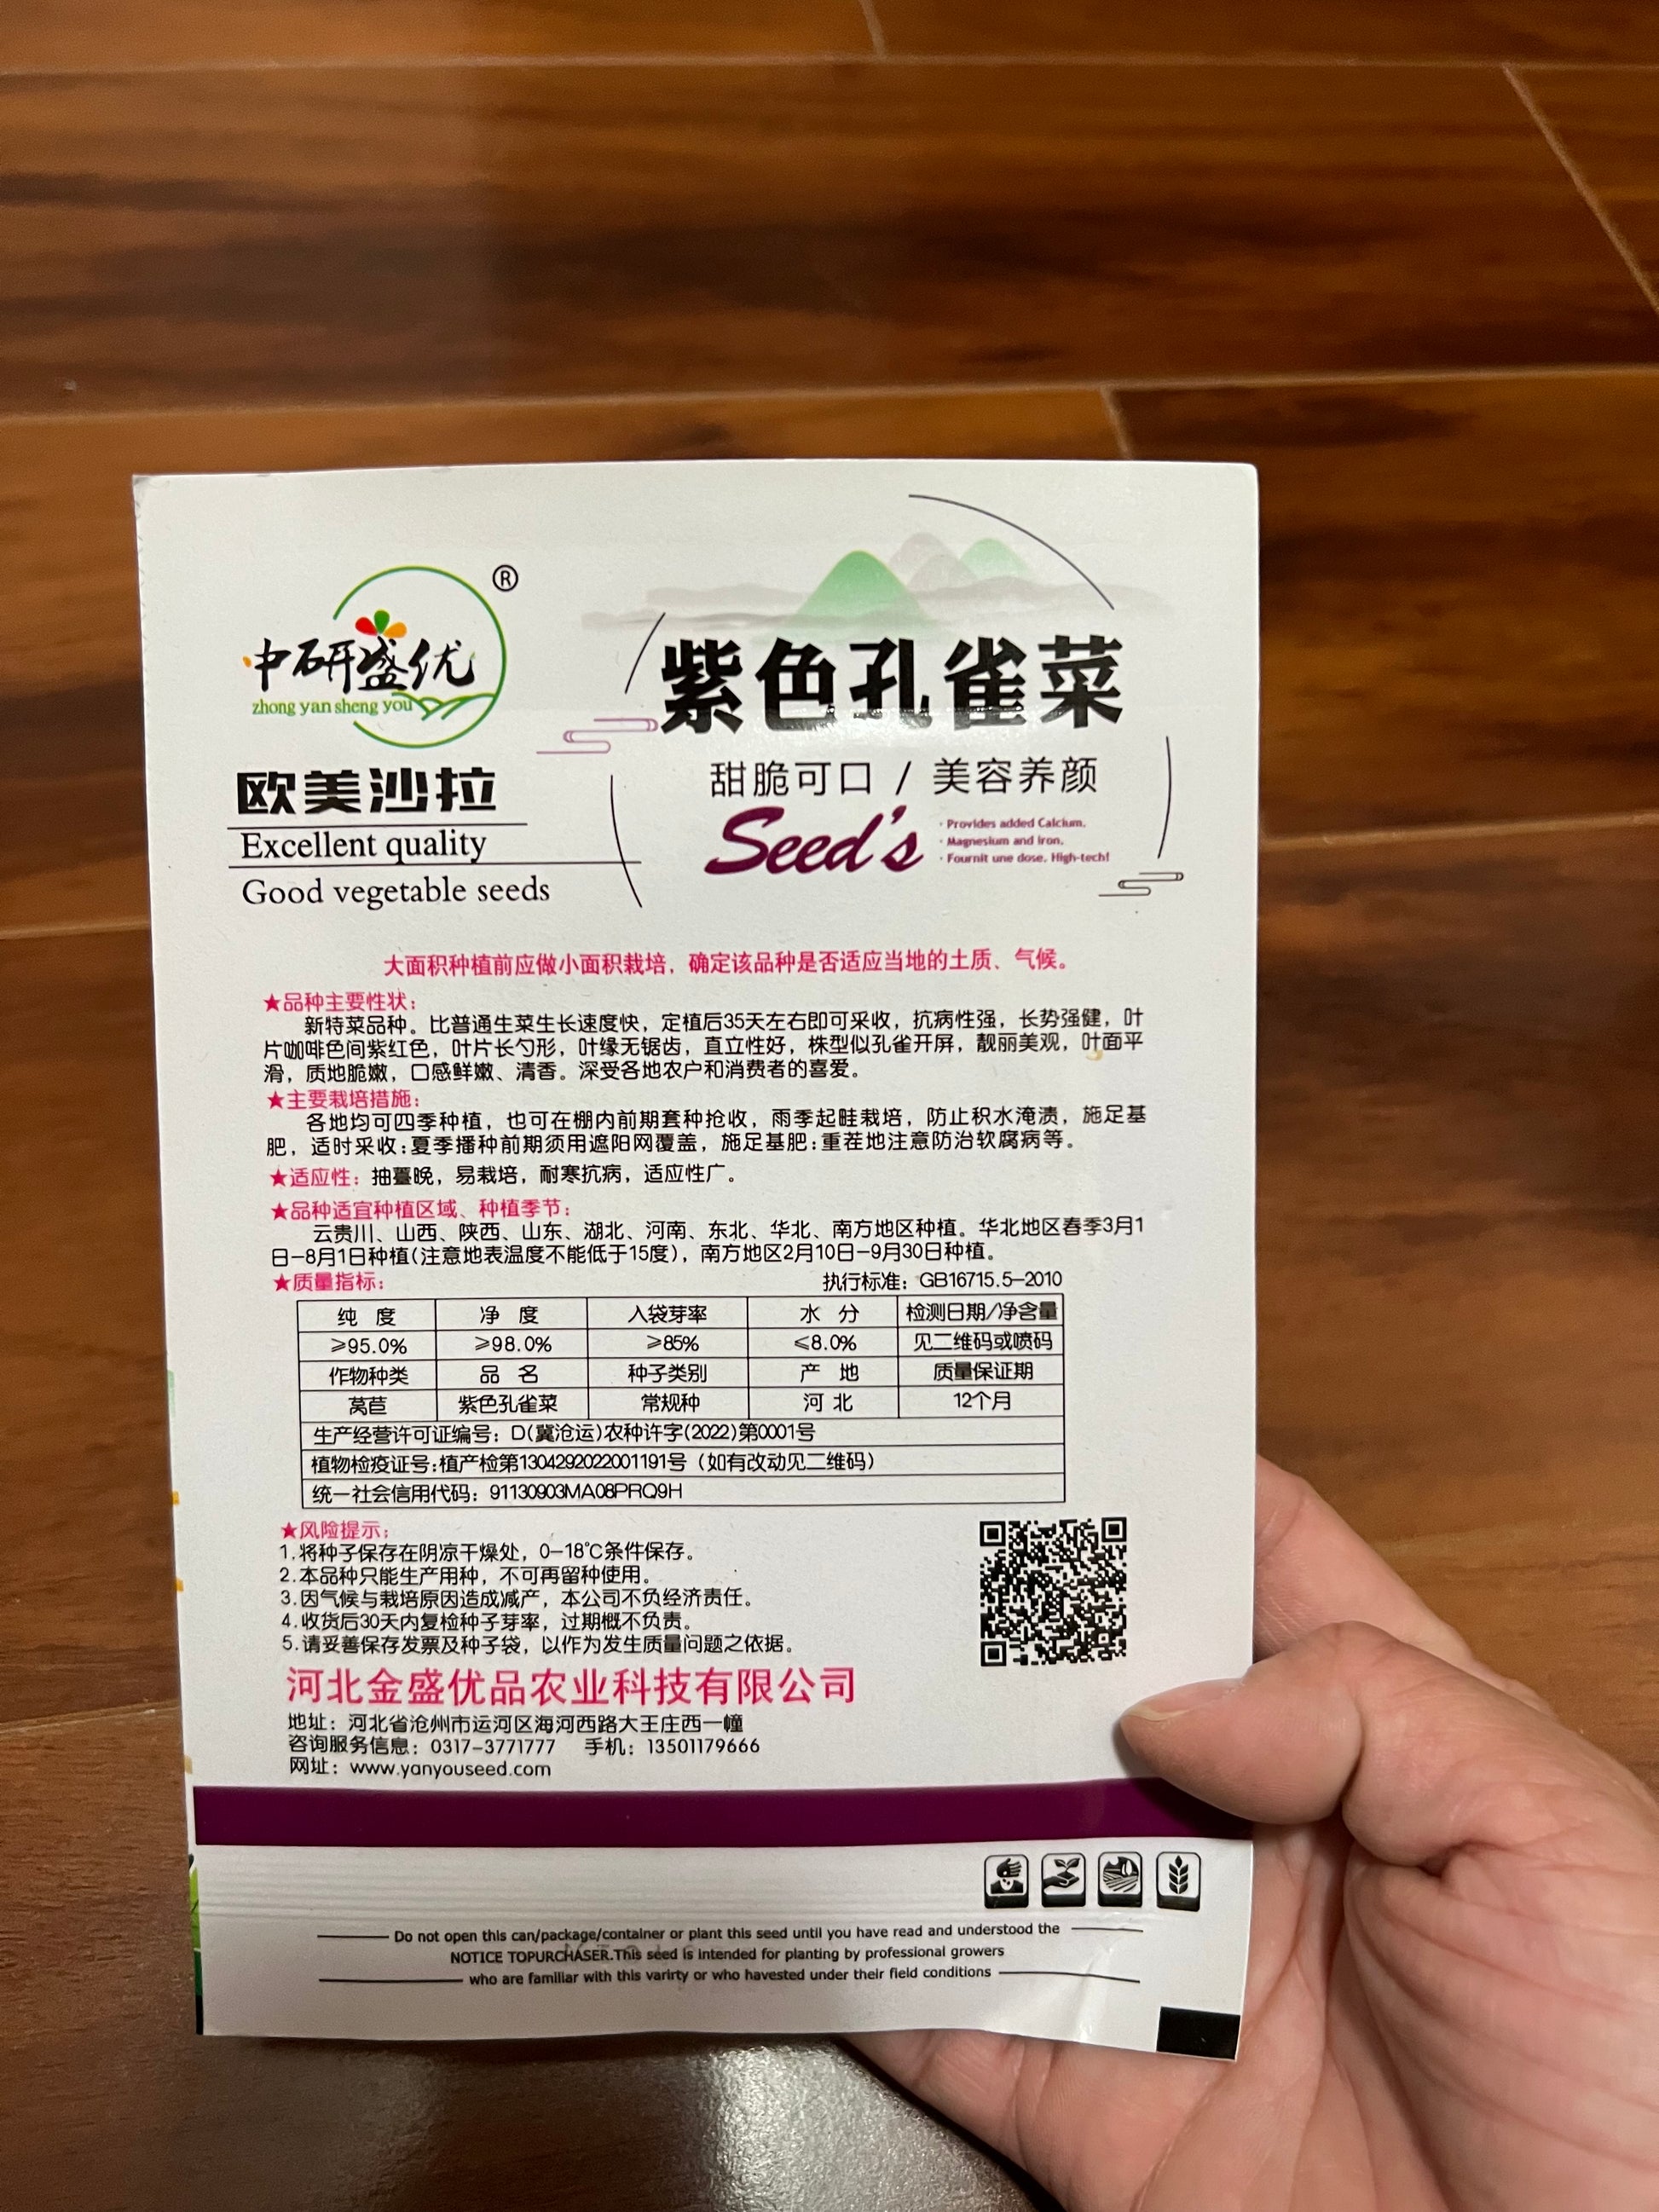 ®
中研盛优
zhong yan sheng you
欧美沙拉
Excellent quality
Good vegetable seeds
紫色孔雀菜
甜脆可口 / 美容养颜
Seed's
· Provides added Calcium.
· Magnesium and iron.
· Fournit une dose. High-tech!
大面积种植前应做小面积栽培，确定该品种是否适应当地的土质、气候。
★品种主要性状：
新特菜品种。比普通生菜生长速度快，定植后35天左右即可采收，抗病性强，长势强健，叶
片咖啡色间紫红色，叶片长勺形，叶缘无锯齿，直立性好，株型似孔雀开屏，靓丽美观，叶面平
滑，质地脆嫩，口感鲜嫩、清香。深受各地农户和消费者的喜爱。
★主要栽培措施：
各地均可四季种植，也可在棚内前期套种抢收，雨季起畦栽培，防止积水淹渍，施足基
肥，适时采收：夏季播种前期须用遮阳网覆盖，施足基肥：重茬地注意防治软腐病等。
★适应性：抽薹晚，易栽培，耐寒抗病，适应性广。
★品种适宜种植区域、种植季节：
云贵川、山西、陕西、山东、湖北、河南、东北、华北、南方地区种植。华北地区春季3月1
日-8月1日种植(注意地表温度不能低于15度)，南方地区2月10日-9月30日种植。
★质量指标： 执行标准：GB16715.5-2010
纯 度 净 度 入袋芽率 水 分 检测日期/净含量
≥95.0% ≥98.0% ≥85% ≤8.0% 见二维码或喷码
作物种类 品 名 种子类别 产 地 质量保证期
莴苣 紫色孔雀菜 常规种 河 北 12个月
生产经营许可证编号：D(冀沧运)农种许字(2022)第0001号
植物检疫证号：植产检第1304292022001191号（如有改动见二维码）
统一社会信用代码：91130903MA08PRQ9H
★风险提示：
1.将种子保存在阴凉干燥处，0-18℃条件保存。
2.本品种只能生产用种，不可再留种使用。
3.因气候与栽培原因造成减产，本公司不负经济责任。
4.收货后30天内复检种子芽率，过期概不负责。
5.请妥善保存发票及种子袋，以作为发生质量问题之依据。
河北金盛优品农业科技有限公司
地址：河北省沧州市运河区海河西路大王庄西一幢
咨询服务信息：0317-3771777 手机：13501179666
网址：www.yanyouseed.com
Do not open this can/package/container or plant this seed until you have read and understood the
NOTICE TOPURCHASER.This seed is intended for planting by professional growers
who are familiar with this varirty or who havested under their field conditions